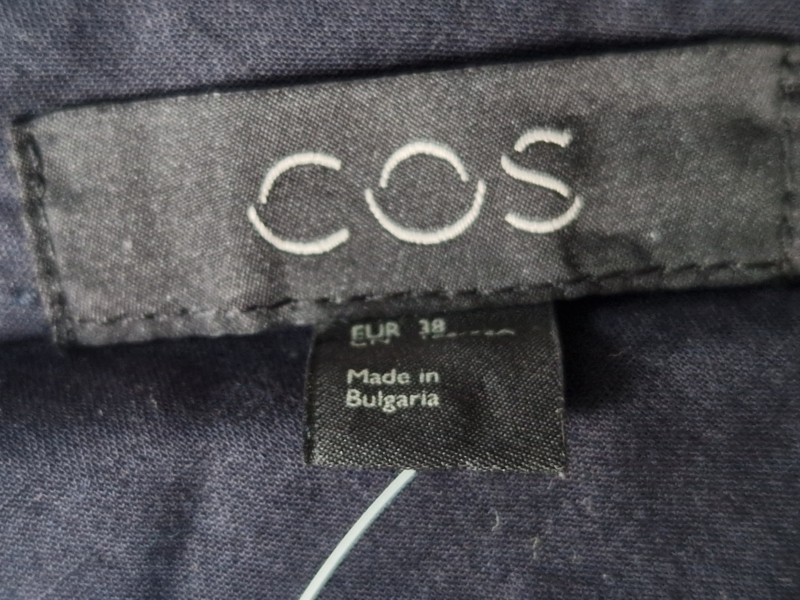 COS
EUR 38
Made in
Bulgaria